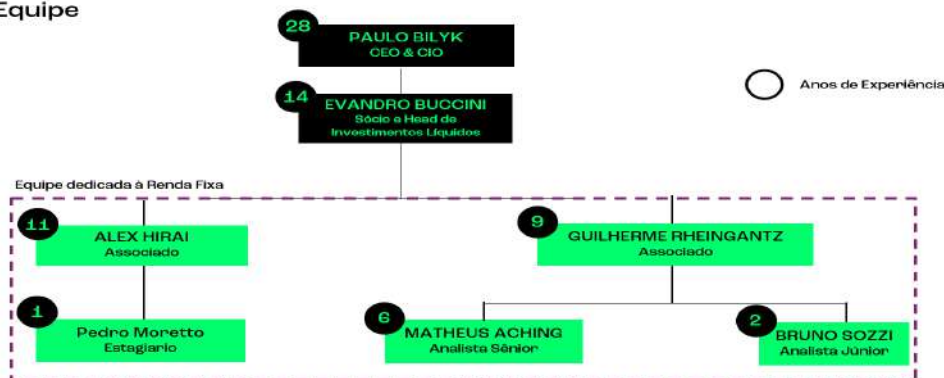 Equipe
28
PAULO BILYK
CEO & CIO
Anos de Experiência
14
EVANDRO BUCCINI
Sócio e Head de
Investimentos Líquidos
Equipe dedicada à Renda Fixa
11
ALEX HIRAI
Associado
9
GUILHERME RHEINGANTZ
Associado
1
Pedro Moretto
Estagiario
6
MATHEUS ACHING
Analista Sênior
2
BRUNO SOZZI
Analista Júnior